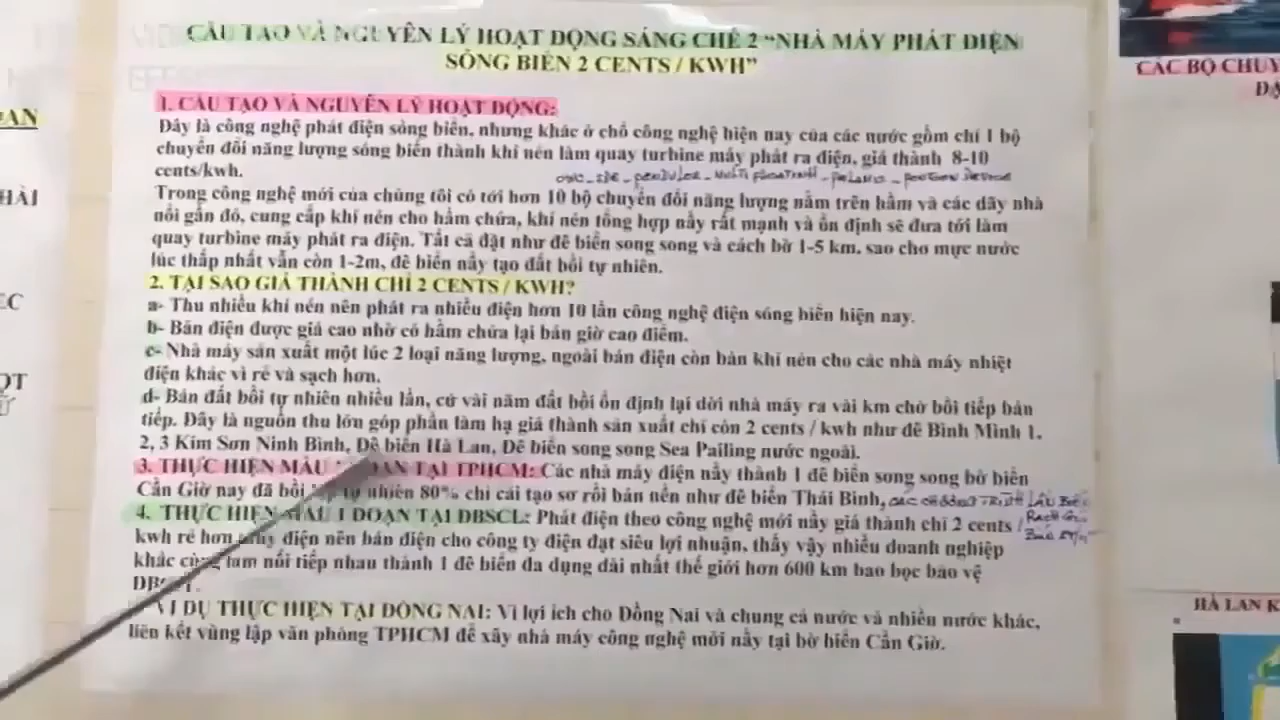 CẤU TẠO VÀ NGUYÊN LÝ HOẠT ĐỘNG SÁNG CHẾ 2 “NHÀ MÁY PHÁT ĐIỆN
SÓNG BIỂN 2 CENTS / KWH”
1. CẤU TẠO VÀ NGUYÊN LÝ HOẠT ĐỘNG:
Đây là công nghệ phát điện sóng biển, nhưng khác ở chổ công nghệ hiện nay của các nước gồm chỉ 1 bộ
chuyển đổi năng lượng sóng biển thành khí nén làm quay turbine máy phát ra điện, giá thành 8-10
cents/kwh.
Trong công nghệ mới của chúng tôi có tới hơn 10 bộ chuyển đổi năng lượng nằm trên hầm và các dãy nhà
nối gần đó, cung cấp khí nén cho hầm chứa, khí nén tổng hợp nầy rất mạnh và ổn định sẽ đưa tới làm
quay turbine máy phát ra điện. Tất cả đặt như đê biển song song và cách bờ 1-5 km. sao cho mực nước
lúc thấp nhất vẫn còn 1-2m, đê biển nầy tạo đất bồi tự nhiên.
2. TẠI SAO GIÁ THÀNH CHỈ 2 CENTS / KWH?
a- Thu nhiều khí nén nên phát ra nhiều điện hơn 10 lần công nghệ điện sóng biển hiện nay.
b- Bán điện được giá cao nhờ có hầm chứa lại bán giờ cao điểm.
c- Nhà máy sản xuất một lúc 2 loại năng lượng, ngoài bán điện còn bán khí nén cho các nhà máy nhiệt
điện khác vì rẻ và sạch hơn.
d- Bán đất bồi tự nhiên nhiều lần, cứ vài năm đất bồi ổn định lại dời nhà máy ra vài km chờ bồi tiếp bán
tiếp. Đây là nguồn thu lớn góp phần làm hạ giá thành sản xuất chỉ còn 2 cents / kwh như đê Bình Minh 1.
2, 3 Kim Sơn Ninh Bình, Đê biển Hà Lan, Đê biển song song Sea Pailing nước ngoài.
3. THỰC HIỆN MẪU ĐOẠN TẠI TPHCM: Các nhà máy điện nầy thành 1 đê biển song song bờ biển
Cần Giờ nay đã bồi tự nhiên 80% chỉ cải tạo sơ rồi bán nền như đê biển Thái Bình,
4. THỰC HIỆN MẪU 1 ĐOẠN TẠI ĐBSCL: Phát điện theo công nghệ mới nầy giá thành chỉ 2 cents /
kwh rẻ hơn điện nên bán điện cho công ty điện đạt siêu lợi nhuận, thấy vậy nhiều doanh nghiệp
khác cùng làm nối tiếp nhau thành 1 đê biển đa dụng dài nhất thế giới hơn 600 km bao bọc bảo vệ
VÍ DỤ THỰC HIỆN TẠI ĐỒNG NAI: Vì lợi ích cho Đồng Nai và chung cả nước và nhiều nước khác,
liên kết vùng lập văn phòng TPHCM để xây nhà máy công nghệ mới nầy tại bờ biển Cần Giờ.
CÁC BỘ CHUY
HÀ LAN K